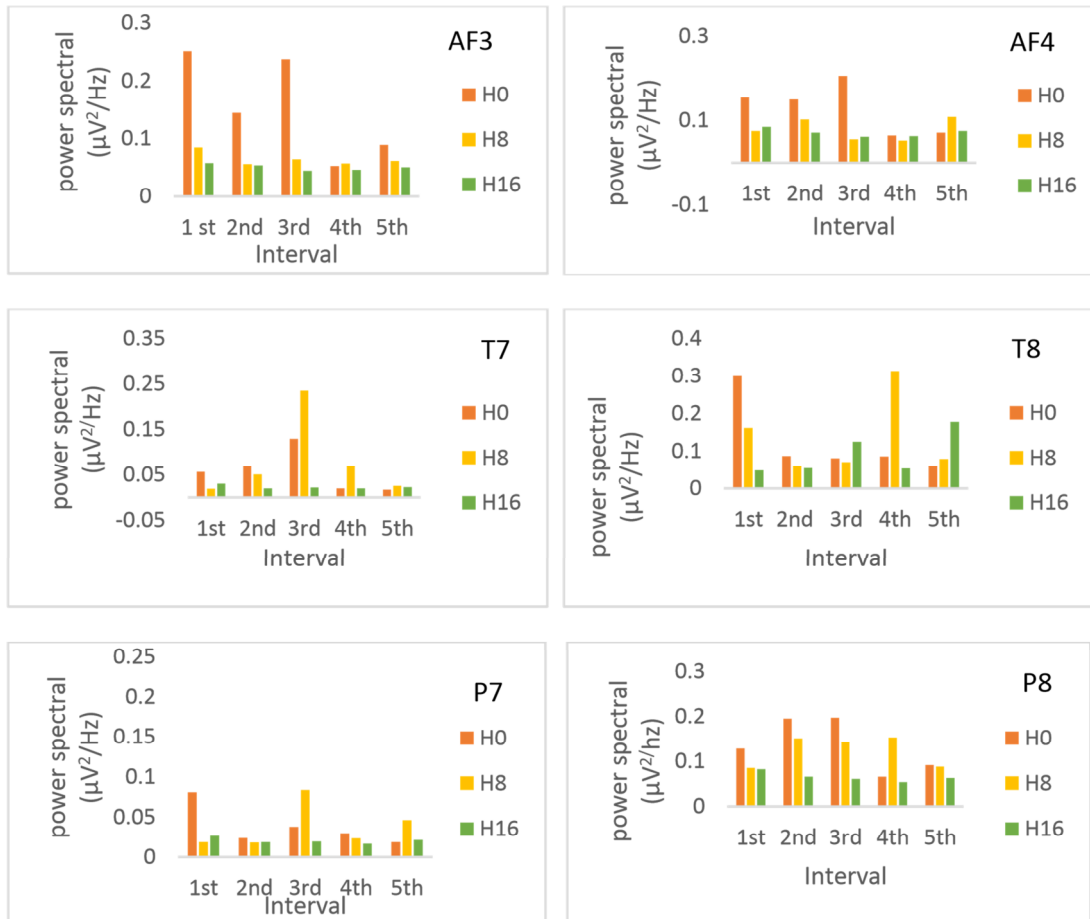 AF3
power spectral
(μV²/Hz)
0.3
0.2
0.1
0
H0
H8
H16
1 st 2nd 3rd 4th 5th
Interval
AF4
power spectral
(μV²/Hz)
0.3
0.1
-0.1
H0
H8
H16
1st 2nd 3rd 4th 5th
Interval
T7
power spectral
(μV²/Hz)
0.35
0.25
0.15
0.05
-0.05
H0
H8
H16
1st 2nd 3rd 4th 5th
Interval
T8
power spectral
(μV²/Hz)
0.4
0.3
0.2
0.1
0
H0
H8
H16
1st 2nd 3rd 4th 5th
Interval
P7
power spectral
(μV²/Hz)
0.25
0.2
0.15
0.1
0.05
0
H0
H8
H16
1st 2nd 3rd 4th 5th
Interval
P8
power spectral
(μV²/hz)
0.3
0.2
0.1
0
H0
H8
H16
1st 2nd 3rd 4th 5th
Interval